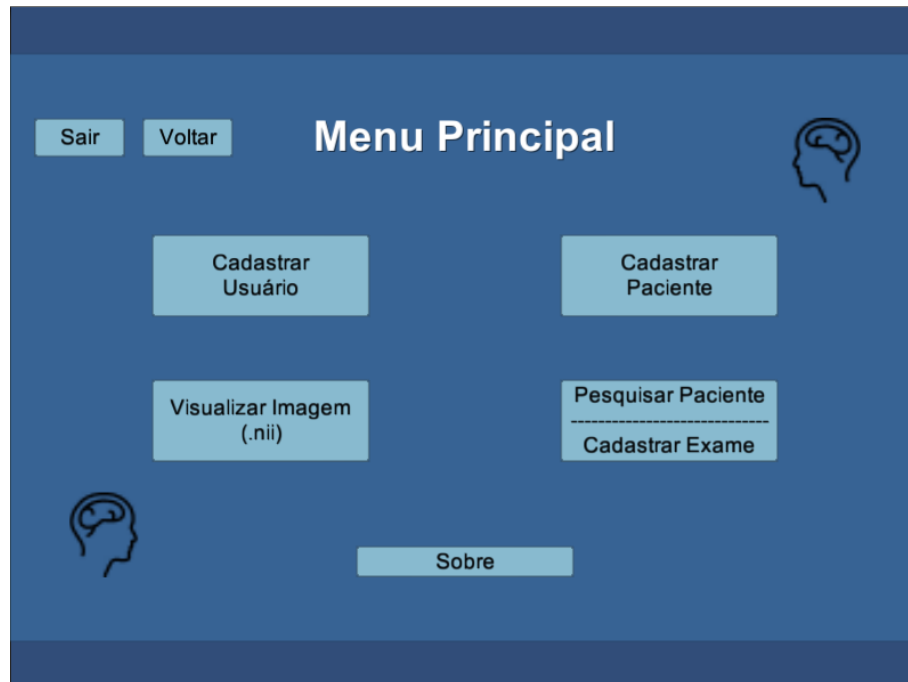 Sair
Voltar
Menu Principal
Cadastrar
Usuário
Cadastrar
Paciente
Visualizar Imagem
(.nii)
Pesquisar Paciente
-----------------------------
Cadastrar Exame
Sobre